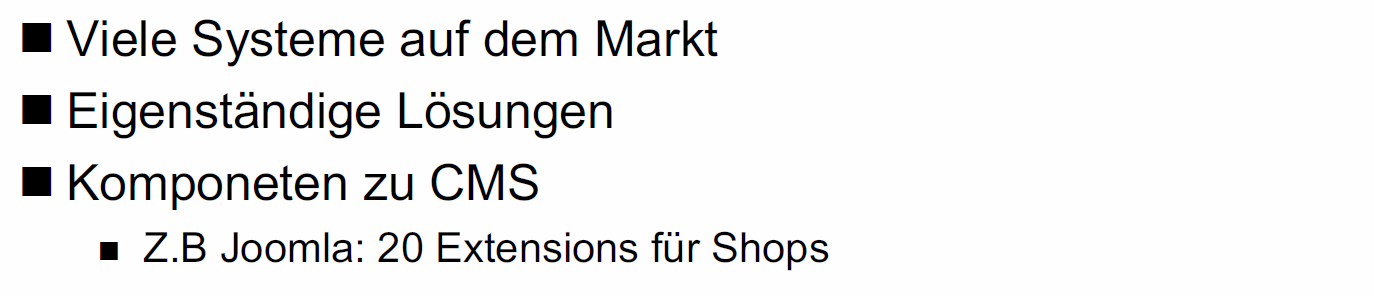 ■ Viele Systeme auf dem Markt
■ Eigenständige Lösungen
■ Komponeten zu CMS
■ Z.B Joomla: 20 Extensions für Shops